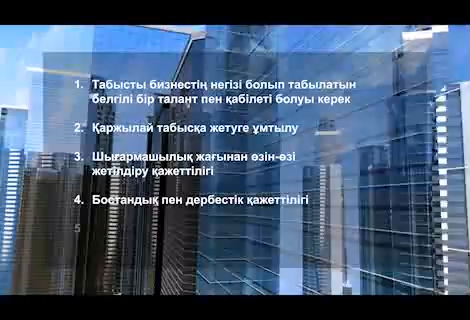 1. Табысты бизнестің негізі болып табылатын
белгілі бір талант пен қабілеті болуы керек
2. Қаржылай табысқа жетуге ұмтылу
3. Шығармашылық жағынан өзін-өзі
жетілдіру қажеттілігі
4. Бостандық пен дербестік қажеттілігі
5